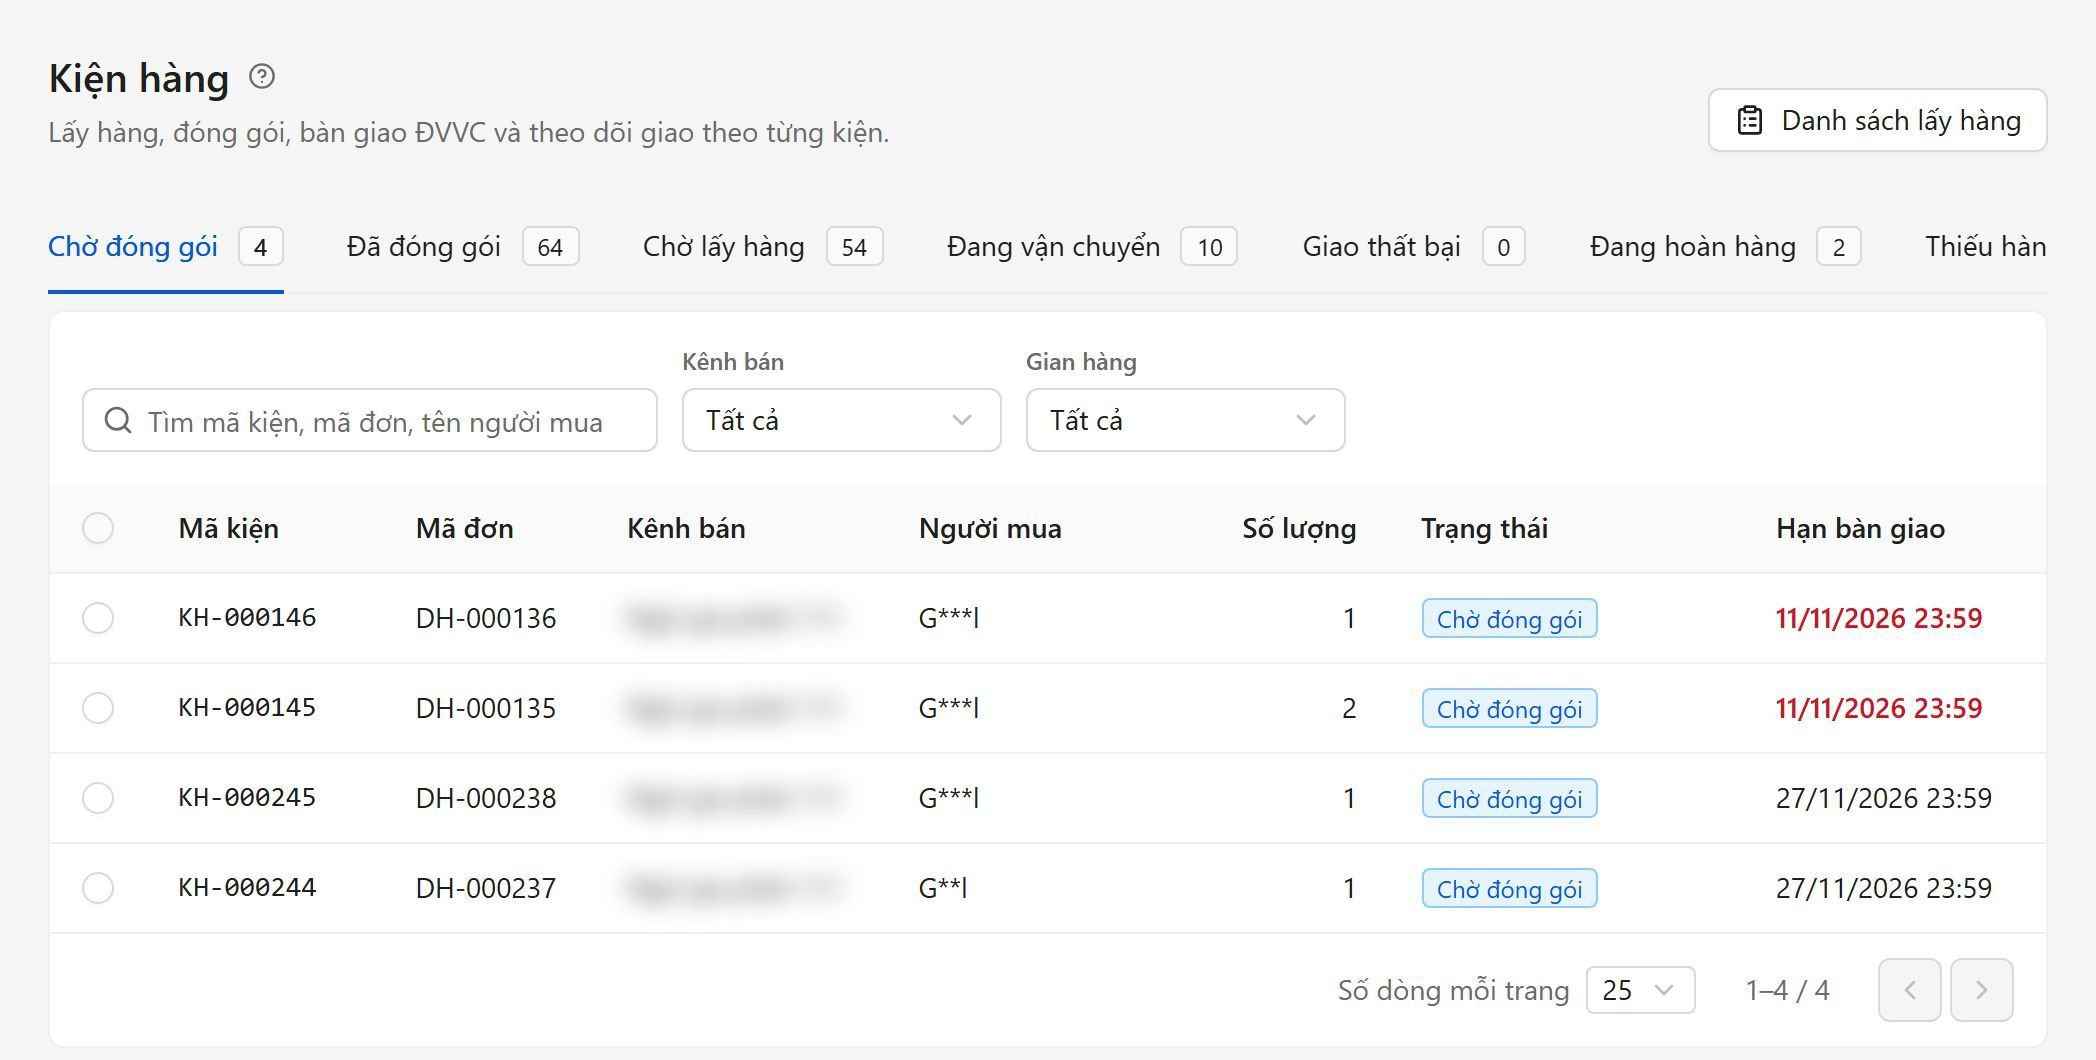 Kiện hàng
Lấy hàng, đóng gói, bàn giao ĐVVC và theo dõi giao theo từng kiện.
Danh sách lấy hàng
Chờ đóng gói 4 Đã đóng gói 64 Chờ lấy hàng 54 Đang vận chuyển 10 Giao thất bại 0 Đang hoàn hàng 2 Thiếu hàn
Kênh bán Gian hàng
Tìm mã kiện, mã đơn, tên người mua Tất cả Tất cả
Mã kiện Mã đơn Kênh bán Người mua Số lượng Trạng thái Hạn bàn giao
KH-000146 DH-000136 G***l 1 Chờ đóng gói 11/11/2026 23:59
KH-000145 DH-000135 G***l 2 Chờ đóng gói 11/11/2026 23:59
KH-000245 DH-000238 G***l 1 Chờ đóng gói 27/11/2026 23:59
KH-000244 DH-000237 G**l 1 Chờ đóng gói 27/11/2026 23:59
Số dòng mỗi trang 25 1–4 / 4